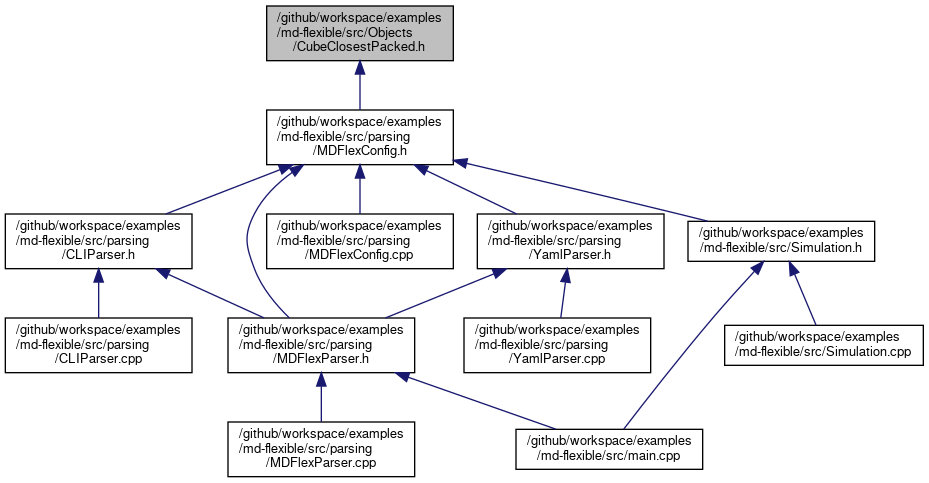 /github/workspace/examples
/md-flexible/src/Objects
/CubeClosestPacked.h
/github/workspace/examples
/md-flexible/src/parsing
/MDFlexConfig.h
/github/workspace/examples
/md-flexible/src/parsing
/CLIParser.h
/github/workspace/examples
/md-flexible/src/parsing
/MDFlexConfig.cpp
/github/workspace/examples
/md-flexible/src/parsing
/YamlParser.h
/github/workspace/examples
/md-flexible/src/Simulation.h
/github/workspace/examples
/md-flexible/src/parsing
/CLIParser.cpp
/github/workspace/examples
/md-flexible/src/parsing
/MDFlexParser.h
/github/workspace/examples
/md-flexible/src/parsing
/YamlParser.cpp
/github/workspace/examples
/md-flexible/src/Simulation.cpp
/github/workspace/examples
/md-flexible/src/parsing
/MDFlexParser.cpp
/github/workspace/examples
/md-flexible/src/main.cpp